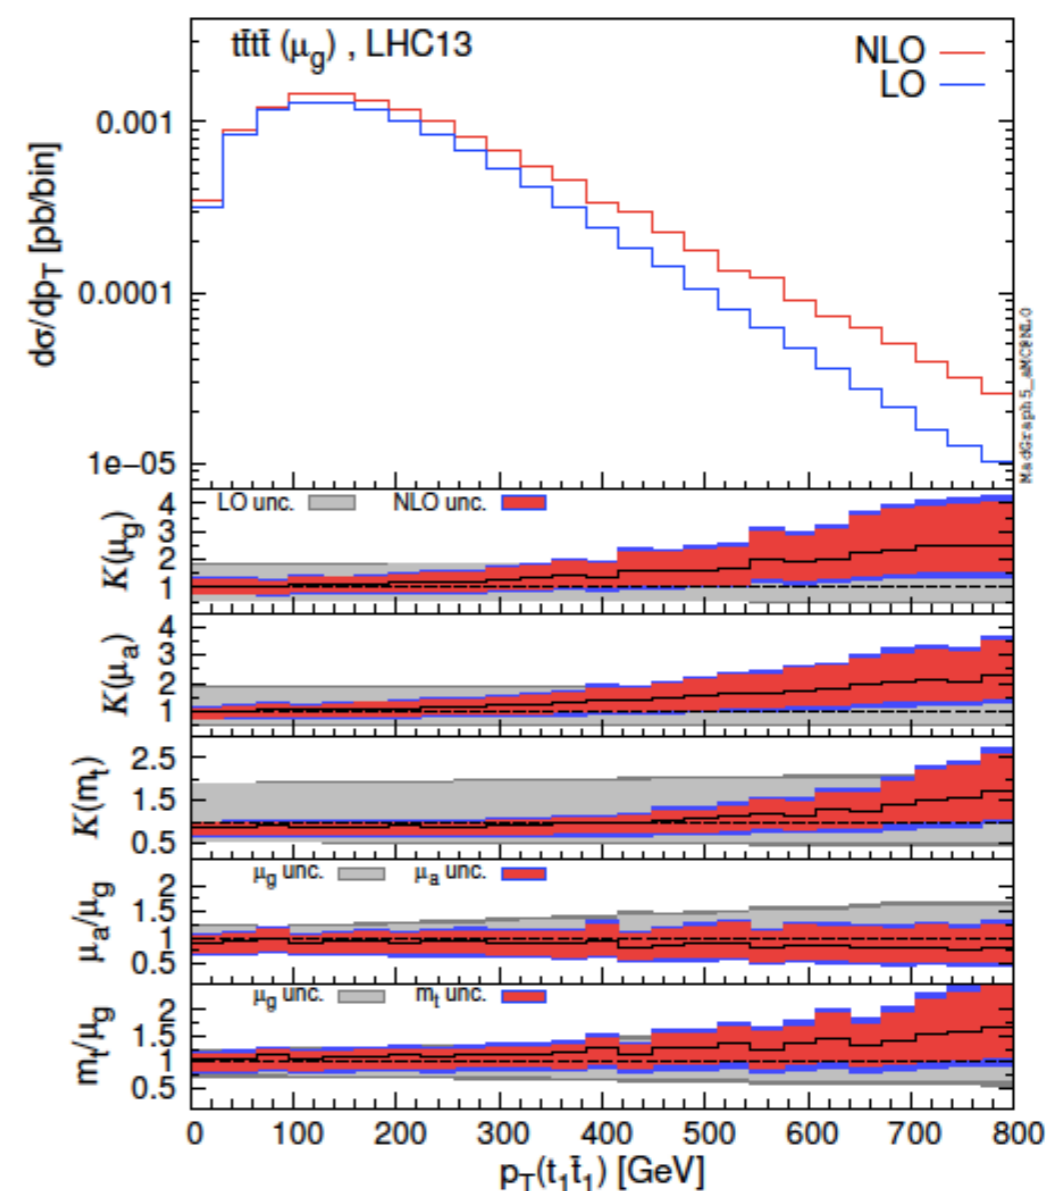 tt̄tt̄ (μg) , LHC13
NLO
LO
dσ/dpT [pb/bin]
0.001
0.0001
1e−05
MadGraph5_aMC@NLO
LO unc.
NLO unc.
K(μg)
4
3
2
1
K(μa)
4
3
2
1
K(mt)
2.5
1.5
0.5
μg unc.
μa unc.
μa/μg
2
1.5
1
0.5
μg unc.
mt unc.
mt/μg
2
1.5
1
0.5
0 100 200 300 400 500 600 700 800
pT(t1t̄1) [GeV]